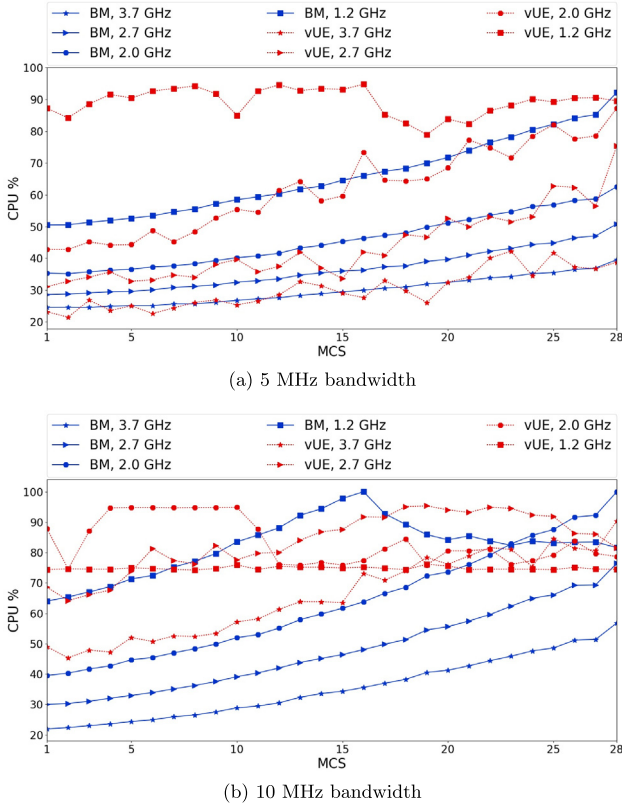 BM, 3.7 GHz BM, 1.2 GHz vUE, 2.0 GHz
BM, 2.7 GHz vUE, 3.7 GHz vUE, 1.2 GHz
BM, 2.0 GHz vUE, 2.7 GHz
100
90
80
70
60
50
40
30
20
CPU %
1 5 10 15 20 25 28
MCS
(a) 5 MHz bandwidth
BM, 3.7 GHz BM, 1.2 GHz vUE, 2.0 GHz
BM, 2.7 GHz vUE, 3.7 GHz vUE, 1.2 GHz
BM, 2.0 GHz vUE, 2.7 GHz
100
90
80
70
60
50
40
30
20
CPU %
1 5 10 15 20 25 28
MCS
(b) 10 MHz bandwidth